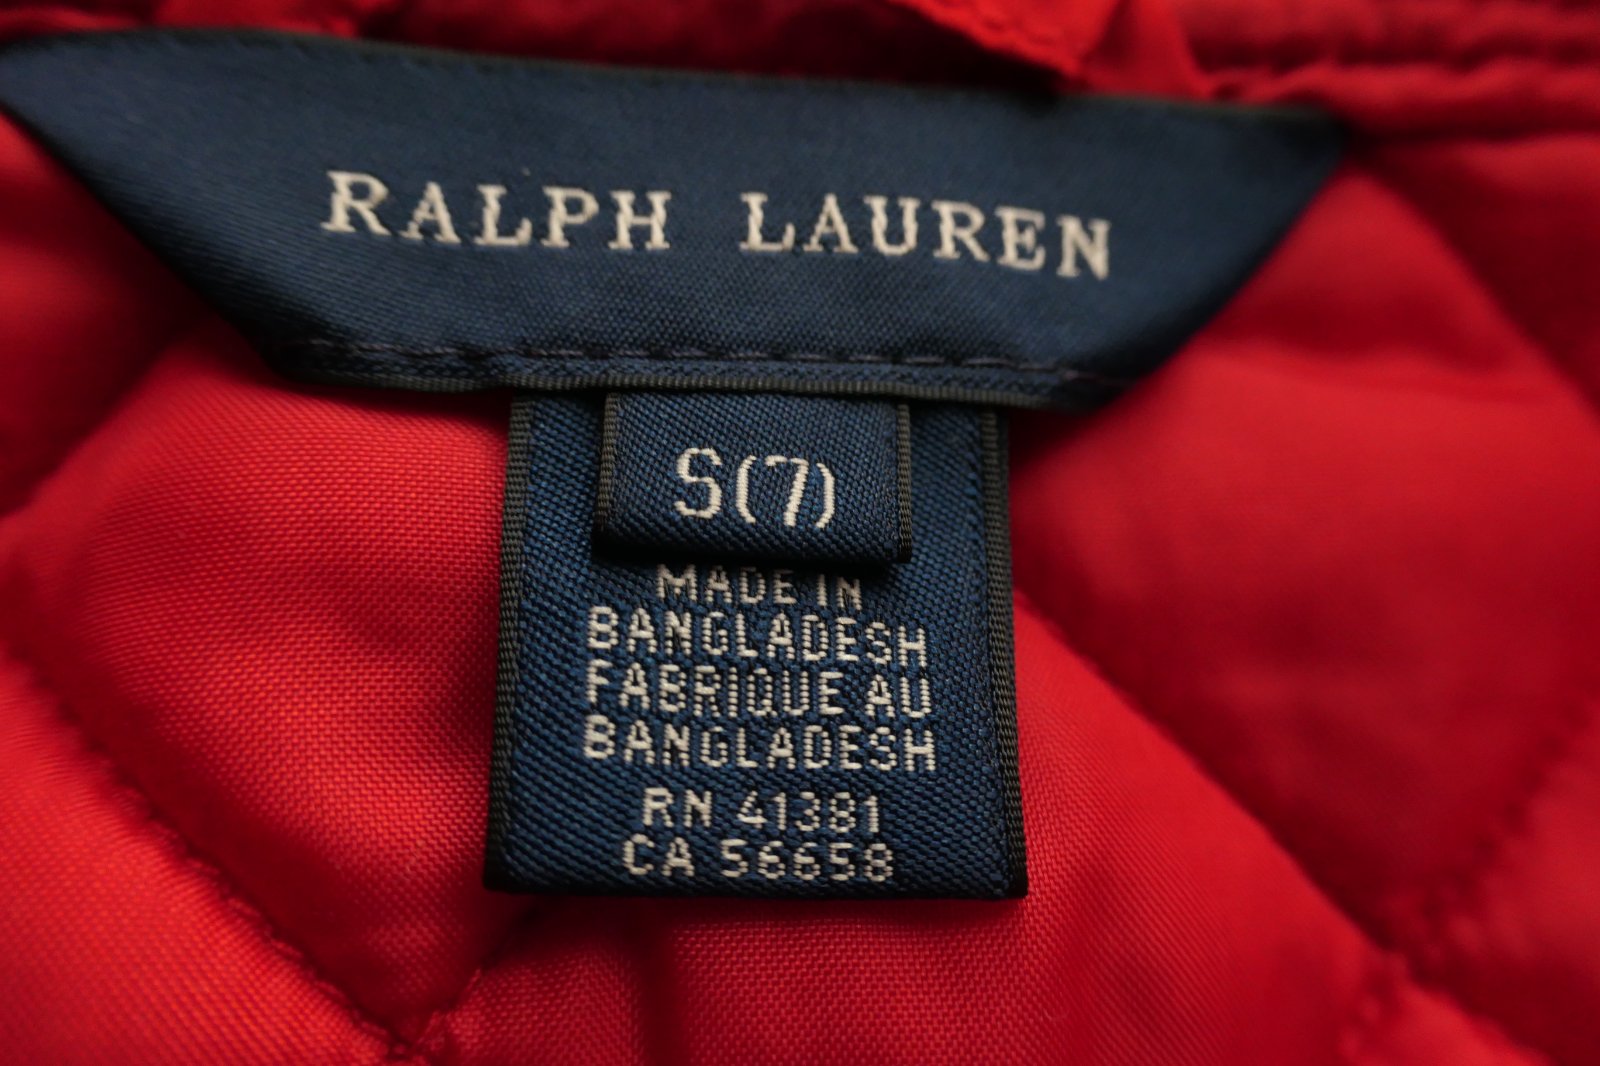 RALPH LAUREN
S(7)
MADE IN
BANGLADESH
FABRIQUE AU
BANGLADESH
RN 41381
CA 56658